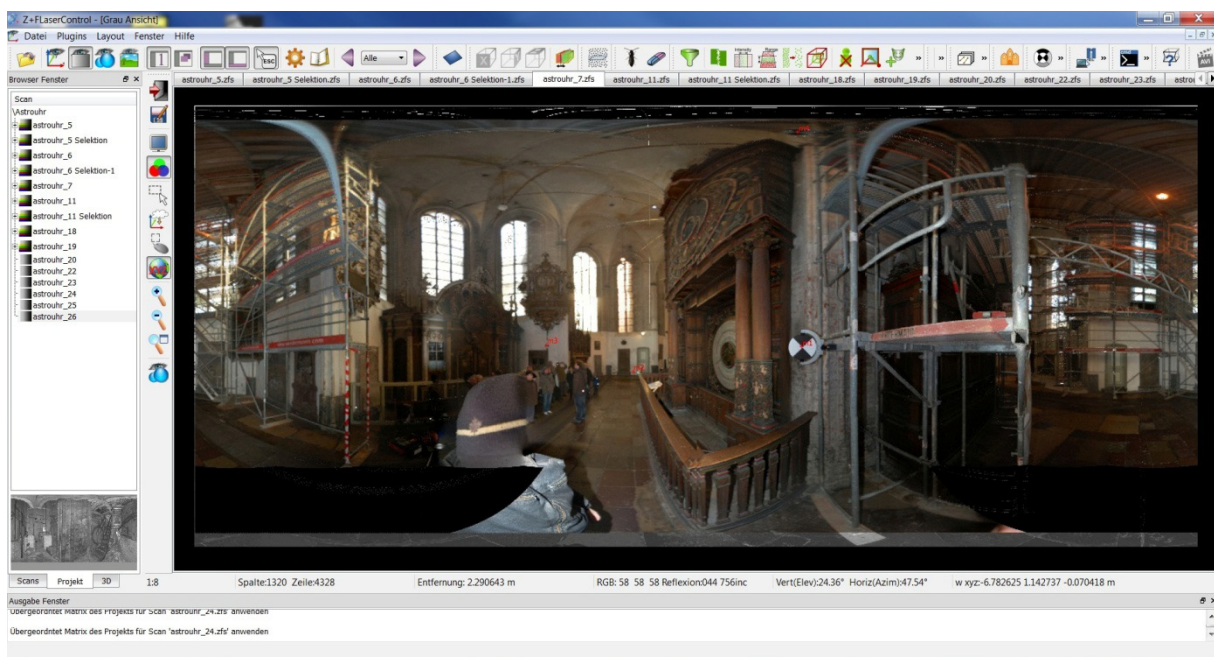 Z+FLaserControl - [Grau Ansicht]
Datei Plugins Layout Fenster Hilfe
Alle
Browser Fenster
astrouhr_5.zfs astrouhr_5 Selektion.zfs astrouhr_6.zfs astrouhr_6 Selektion-1.zfs astrouhr_7.zfs astrouhr_11.zfs astrouhr_11 Selektion.zfs astrouhr_18.zfs astrouhr_19.zfs astrouhr_20.zfs astrouhr_22.zfs astrouhr_23.zfs astrou
Scan
\Astrouhr
astrouhr_5
astrouhr_5 Selektion
astrouhr_6
astrouhr_6 Selektion-1
astrouhr_7
astrouhr_11
astrouhr_11 Selektion
astrouhr_18
astrouhr_19
astrouhr_20
astrouhr_22
astrouhr_23
astrouhr_24
astrouhr_25
astrouhr_26
Scans Projekt 3D 1:8 Spalte:1320 Zeile:4328 Entfernung: 2.290643 m RGB: 58 58 58 Reflexion:044 756inc Vert(Elev):24.36° Horiz(Azim):47.54° w xyz:-6.782625 1.142737 -0.070418 m
Ausgabe Fenster
Übergeordntet Matrix des Projekts für Scan 'astrouhr_24.zfs' anwenden
Übergeordntet Matrix des Projekts für Scan 'astrouhr_24.zfs' anwenden